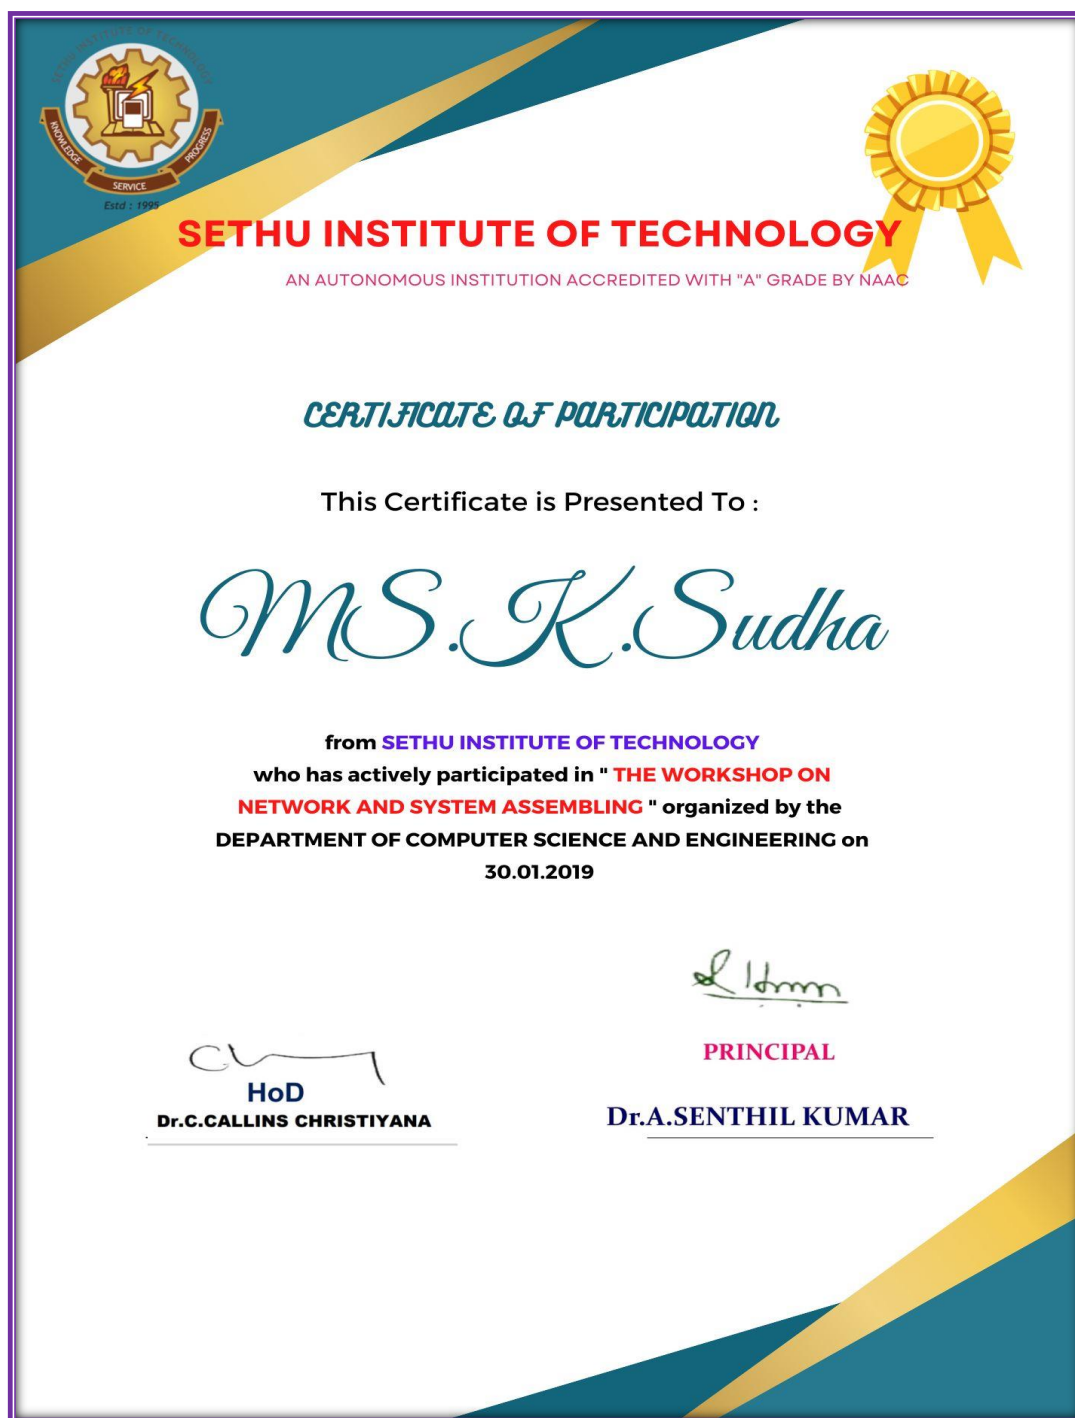 SETHU INSTITUTE OF TECHNOLOGY
KNOWLEDGE
SERVICE
PROGRESS
Estd : 1995
SETHU INSTITUTE OF TECHNOLOGY
AN AUTONOMOUS INSTITUTION ACCREDITED WITH "A" GRADE BY NAAC
CERTIFICATE OF PARTICIPATION
This Certificate is Presented To :
MS.K.Sudha
from SETHU INSTITUTE OF TECHNOLOGY
who has actively participated in " THE WORKSHOP ON
NETWORK AND SYSTEM ASSEMBLING " organized by the
DEPARTMENT OF COMPUTER SCIENCE AND ENGINEERING on
30.01.2019
PRINCIPAL
HoD
Dr.C.CALLINS CHRISTIYANA
Dr.A.SENTHIL KUMAR